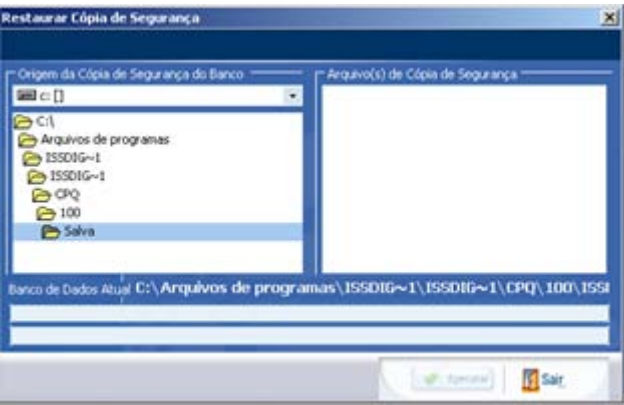 Restaurar Cópia de Segurança
Origem da Cópia de Segurança do Banco
Arquivo(s) de Cópia de Segurança
c: []
C:\
Arquivos de programas
ISSDIG~1
ISSDIG~1
CPQ
100
Salva
Banco de Dados Atual C:\Arquivos de programas\ISSDIG~1\ISSDIG~1\CPQ\100\ISSI
Executar
Sair